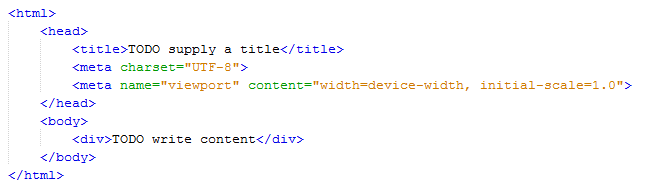 <html>
<head>
<title>TODO supply a title</title>
<meta charset="UTF-8">
<meta name="viewport" content="width=device-width, initial-scale=1.0">
</head>
<body>
<div>TODO write content</div>
</body>
</html>